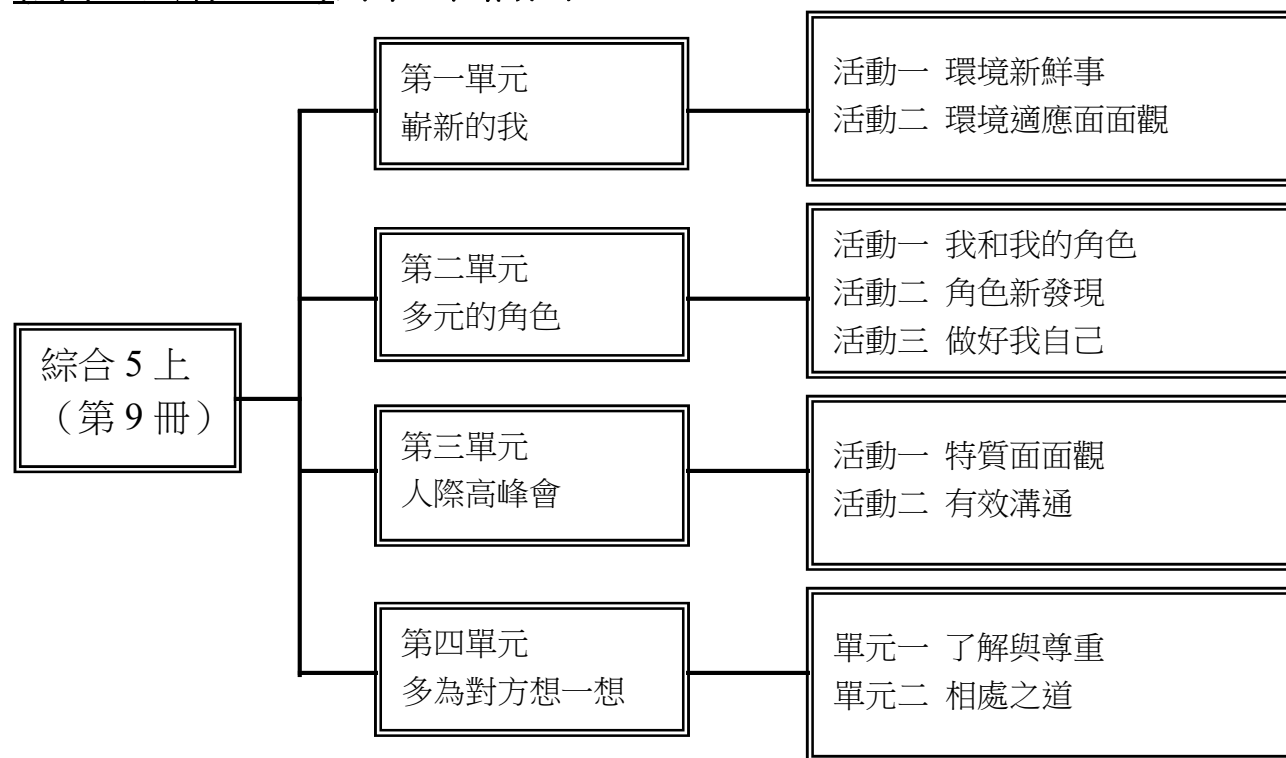 綜合 5 上
（第 9 冊）
第一單元
嶄新的我
活動一 環境新鮮事
活動二 環境適應面面觀
第二單元
多元的角色
活動一 我和我的角色
活動二 角色新發現
活動三 做好我自己
第三單元
人際高峰會
活動一 特質面面觀
活動二 有效溝通
第四單元
多為對方想一想
單元一 了解與尊重
單元二 相處之道